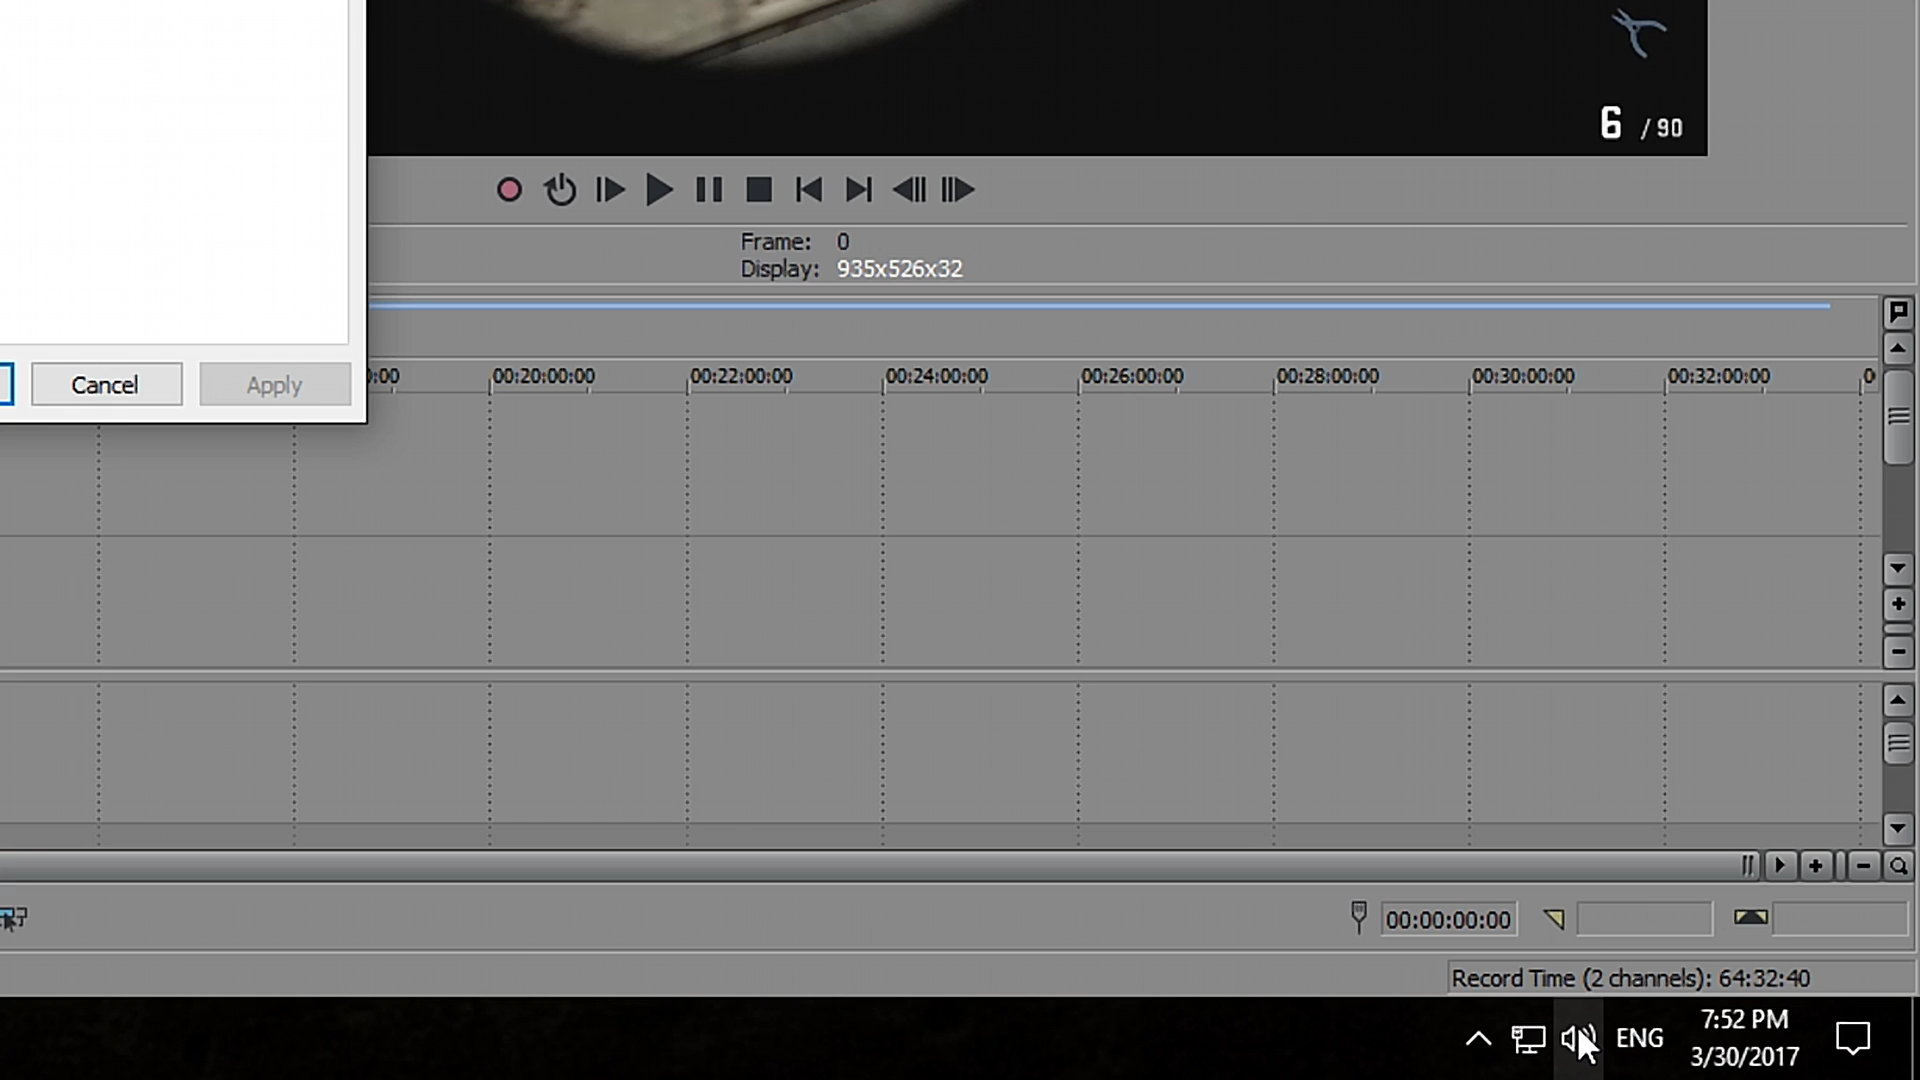 6 / 90
Frame: 0
Display: 935x526x32
Cancel
Apply
0:00
00:20:00:00
00:22:00:00
00:24:00:00
00:26:00:00
00:28:00:00
00:30:00:00
00:32:00:00
0
00:00:00:00
Record Time (2 channels): 64:32:40
ENG
7:52 PM
3/30/2017